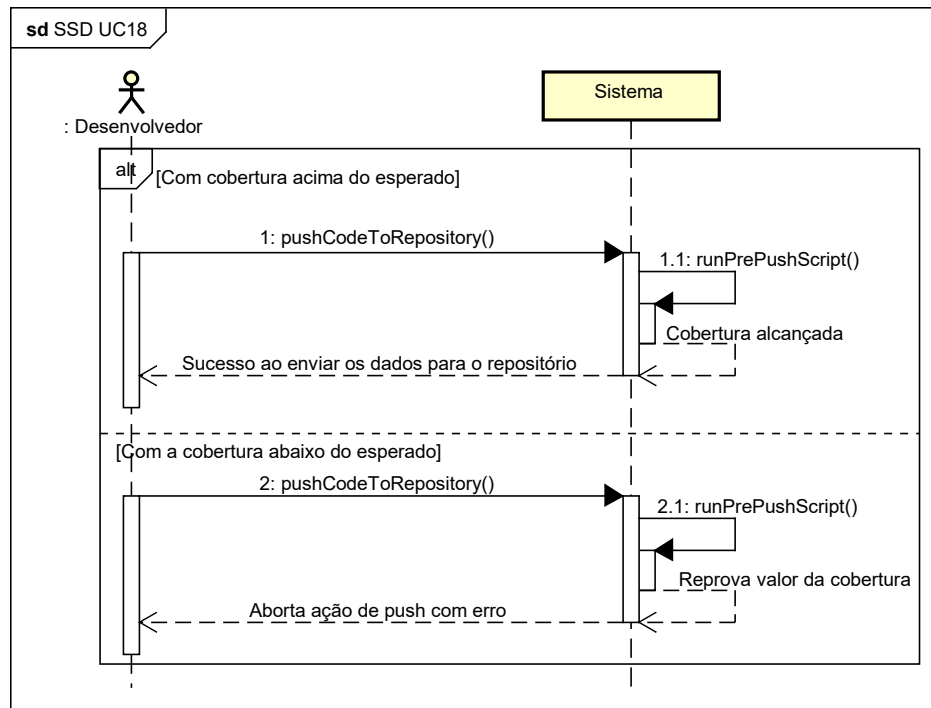 sd SSD UC18
: Desenvolvedor
Sistema
alt
[Com cobertura acima do esperado]
1: pushCodeToRepository()
1.1: runPrePushScript()
Cobertura alcançada
Sucesso ao enviar os dados para o repositório
[Com a cobertura abaixo do esperado]
2: pushCodeToRepository()
2.1: runPrePushScript()
Reprova valor da cobertura
Aborta ação de push com erro